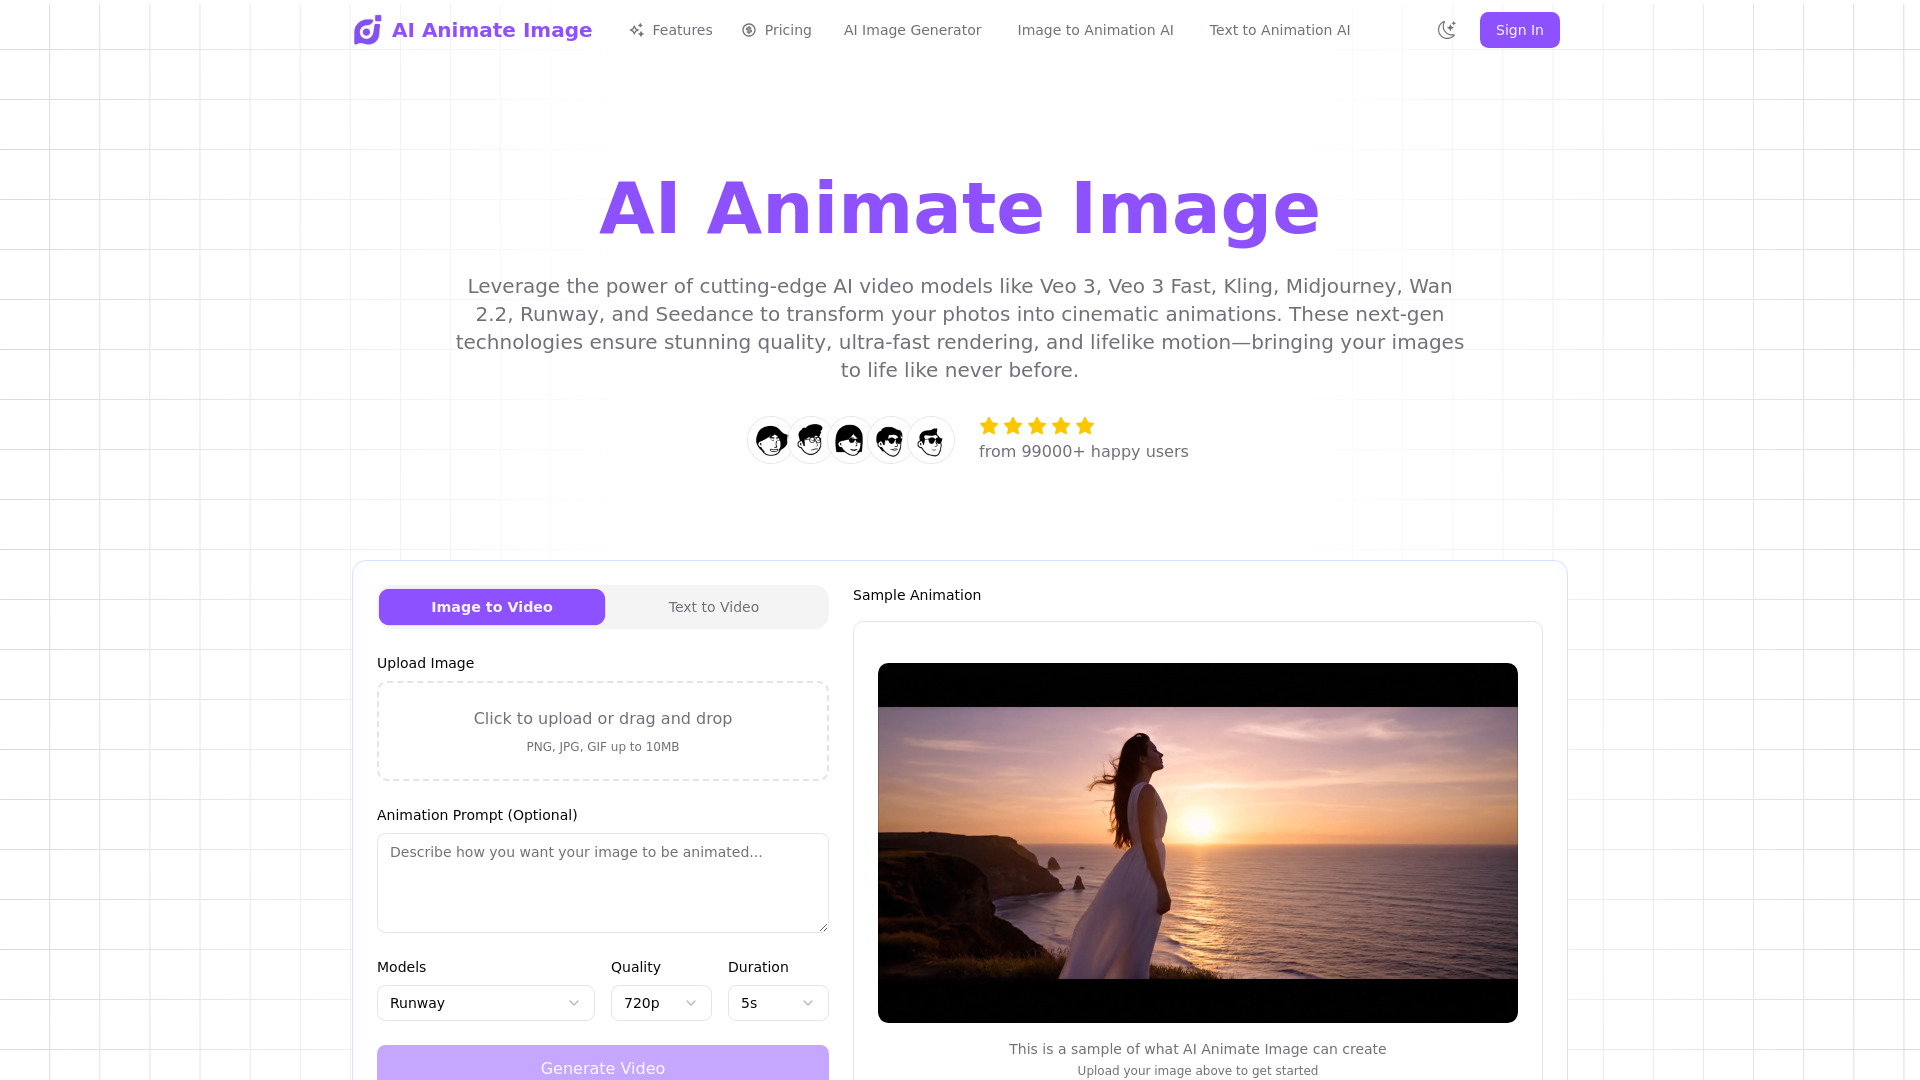 AI Animate Image
Features
Pricing
AI Image Generator
Image to Animation AI
Text to Animation AI
Sign In
AI Animate Image
Leverage the power of cutting-edge AI video models like Veo 3, Veo 3 Fast, Kling, Midjourney, Wan
2.2, Runway, and Seedance to transform your photos into cinematic animations. These next-gen
technologies ensure stunning quality, ultra-fast rendering, and lifelike motion—bringing your images
to life like never before.
from 99000+ happy users
Image to Video
Text to Video
Upload Image
Click to upload or drag and drop
PNG, JPG, GIF up to 10MB
Animation Prompt (Optional)
Describe how you want your image to be animated...
Models
Quality
Duration
Runway
720p
5s
Generate Video
Sample Animation
This is a sample of what AI Animate Image can create
Upload your image above to get started